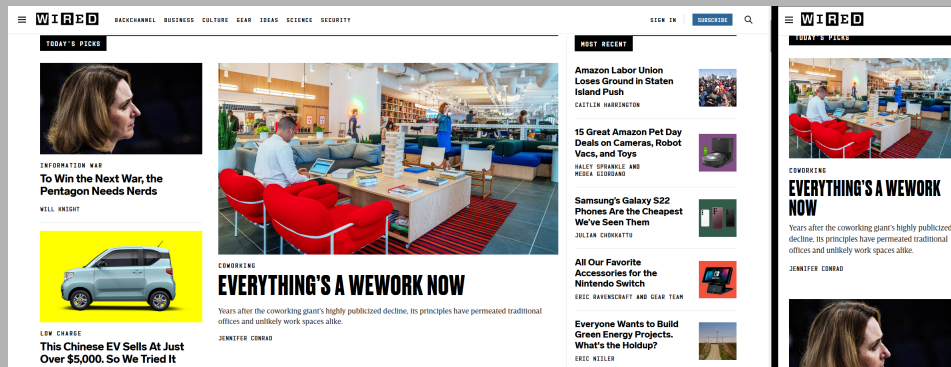 WIRED
BACKCHANNEL BUSINESS CULTURE GEAR IDEAS SCIENCE SECURITY
SIGN IN
SUBSCRIBE
TODAY'S PICKS
INFORMATION WAR
To Win the Next War, the
Pentagon Needs Nerds
WILL KNIGHT
LOW CHARGE
This Chinese EV Sells At Just
Over $5,000. So We Tried It
COWORKING
EVERYTHING'S A WEWORK NOW
Years after the coworking giant's highly publicized decline, its principles have permeated traditional
offices and unlikely work spaces alike.
JENNIFER CONRAD
MOST RECENT
Amazon Labor Union
Loses Ground in Staten
Island Push
CAITLIN HARRINGTON
15 Great Amazon Pet Day
Deals on Cameras, Robot
Vacs, and Toys
HALEY SPRANKLE AND
MEDEA GIORDANO
Samsung's Galaxy S22
Phones Are the Cheapest
We've Seen Them
JULIAN CHOKKATTU
All Our Favorite
Accessories for the
Nintendo Switch
ERIC RAVENSCRAFT AND GEAR TEAM
Everyone Wants to Build
Green Energy Projects.
What's the Holdup?
ERIC NIILER
WIRED
TODAY'S PICKS
COWORKING
EVERYTHING'S A WEWORK
NOW
Years after the coworking giant's highly publicized
decline, its principles have permeated traditional
offices and unlikely work spaces alike.
JENNIFER CONRAD